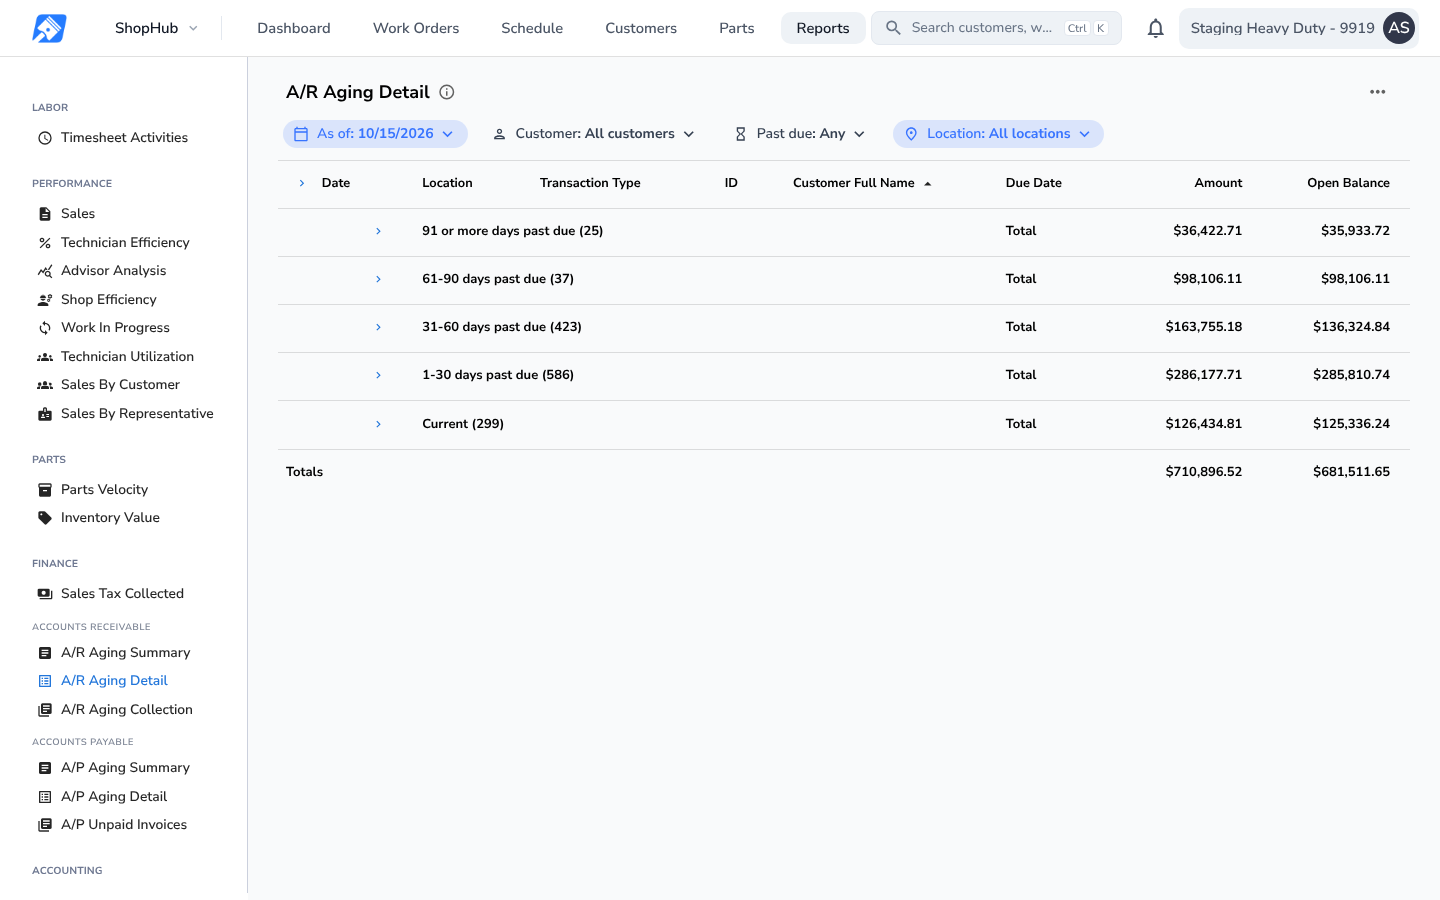 ShopHub
Dashboard
Work Orders
Schedule
Customers
Parts
Reports
Search customers, w...
Ctrl
K
Staging Heavy Duty - 9919
AS
LABOR
Timesheet Activities
PERFORMANCE
Sales
Technician Efficiency
Advisor Analysis
Shop Efficiency
Work In Progress
Technician Utilization
Sales By Customer
Sales By Representative
PARTS
Parts Velocity
Inventory Value
FINANCE
Sales Tax Collected
ACCOUNTS RECEIVABLE
A/R Aging Summary
A/R Aging Detail
A/R Aging Collection
ACCOUNTS PAYABLE
A/P Aging Summary
A/P Aging Detail
A/P Unpaid Invoices
ACCOUNTING
A/R Aging Detail
As of: 10/15/2026
Customer: All customers
Past due: Any
Location: All locations
Date Location Transaction Type ID Customer Full Name Due Date Amount Open Balance
91 or more days past due (25) Total $36,422.71 $35,933.72
61-90 days past due (37) Total $98,106.11 $98,106.11
31-60 days past due (423) Total $163,755.18 $136,324.84
1-30 days past due (586) Total $286,177.71 $285,810.74
Current (299) Total $126,434.81 $125,336.24
Totals $710,896.52 $681,511.65